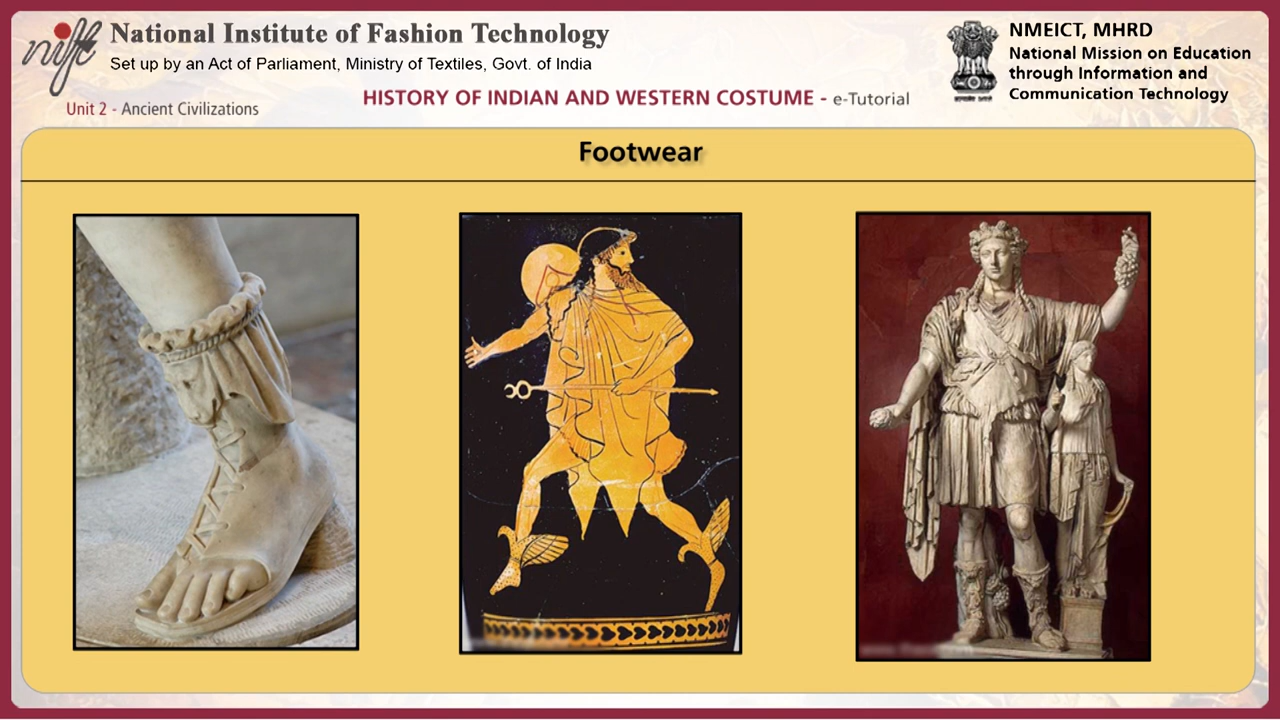 nift
National Institute of Fashion Technology
Set up by an Act of Parliament, Ministry of Textiles, Govt. of India
NMEICT, MHRD
National Mission on Education
through Information and
Communication Technology
Unit 2 - Ancient Civilizations
HISTORY OF INDIAN AND WESTERN COSTUME - e-Tutorial
Footwear